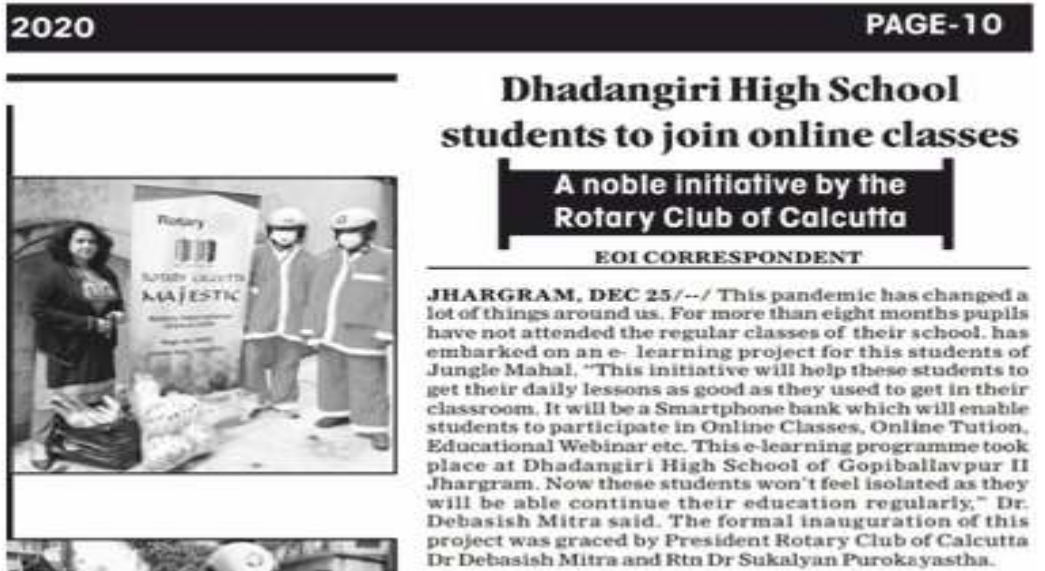 2020
PAGE-10
Dhadangiri High School
students to join online classes
A noble initiative by the
Rotary Club of Calcutta
EOI CORRESPONDENT
JHARGRAM, DEC 25/--/ This pandemic has changed a
lot of things around us. For more than eight months pupils
have not attended the regular classes of their school. has
embarked on an e- learning project for this students of
Jungle Mahal. "This initiative will help these students to
get their daily lessons as good as they used to get in their
classroom. It will be a Smartphone bank which will enable
students to participate in Online Classes, Online Tution,
Educational Webinar etc. This e-learning programme took
place at Dhadangiri High School of Gopiballavpur II
Jhargram. Now these students won't feel isolated as they
will be able continue their education regularly," Dr.
Debasish Mitra said. The formal inauguration of this
project was graced by President Rotary Club of Calcutta
Dr Debasish Mitra and Rtn Dr Sukalyan Purokayastha.
Rotary
ROTARY CALCUTTA
MAJESTIC